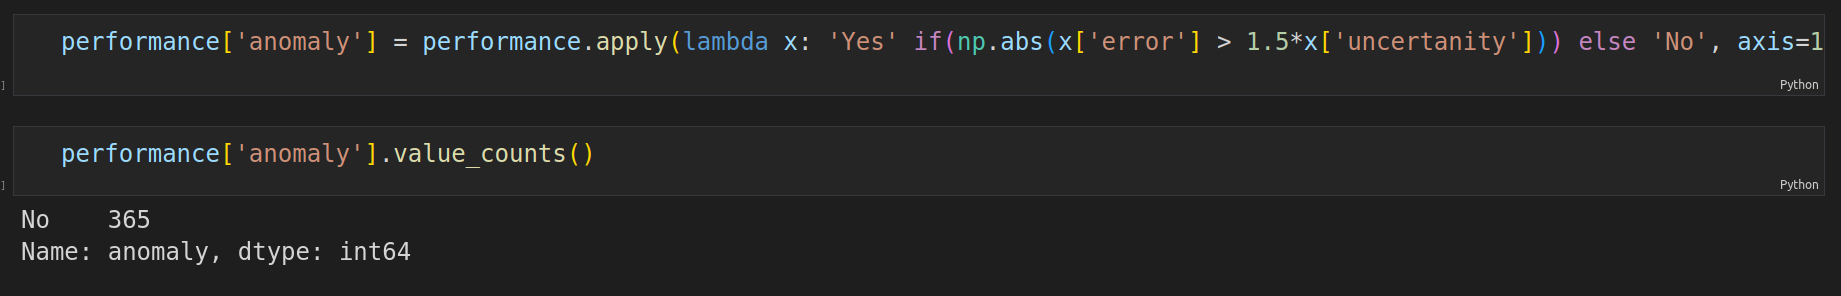 performance['anomaly'] = performance.apply(lambda x: 'Yes' if(np.abs(x['error'] > 1.5*x['uncertanity'])) else 'No', axis=1
]
Python
performance['anomaly'].value_counts()
]
Python
No    365
Name: anomaly, dtype: int64